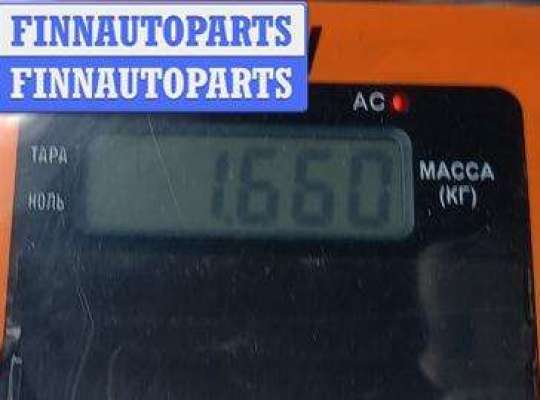 FINNAUTOPARTS
FINNAUTOPARTS
AC
ТАРА
НОЛЬ
1.660
МАССА
(КГ)